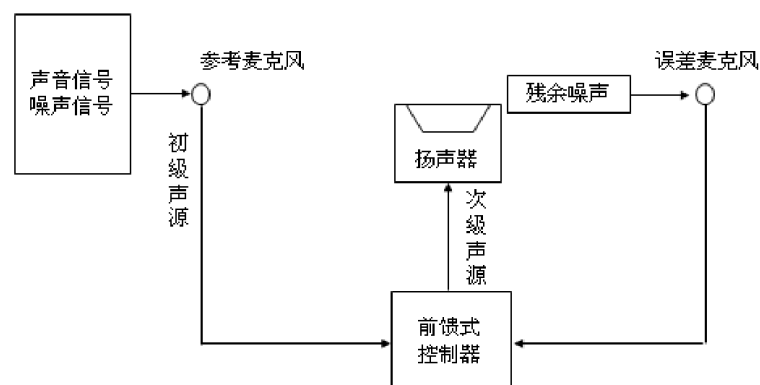 声音信号
噪声信号
参考麦克风
初级声源
扬声器
次级声源
残余噪声
误差麦克风
前馈式
控制器